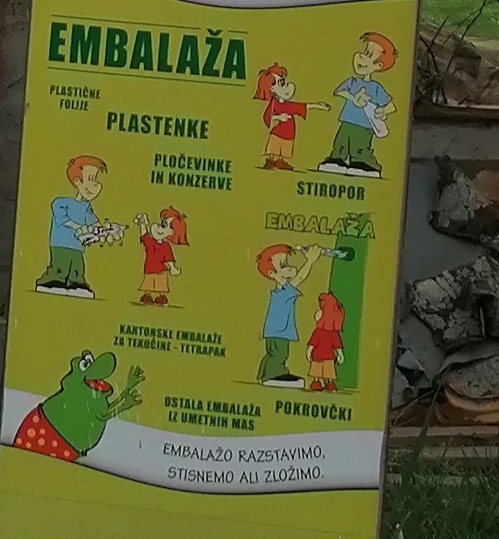 EMBALAŽA
PLASTIČNE
FOLIJE
PLASTENKE
PLOČEVINKE
IN KONZERVE
STIROPOR
EMBALAŽA
KARTONSKE EMBALAŽE
ZA TEKOČINE - TETRAPAK
OSTALA EMBALAŽA
IZ UMETNIH MAS
POKROVČKI
EMBALAŽO RAZSTAVIMO,
STISNEMO ALI ZLOŽIMO.